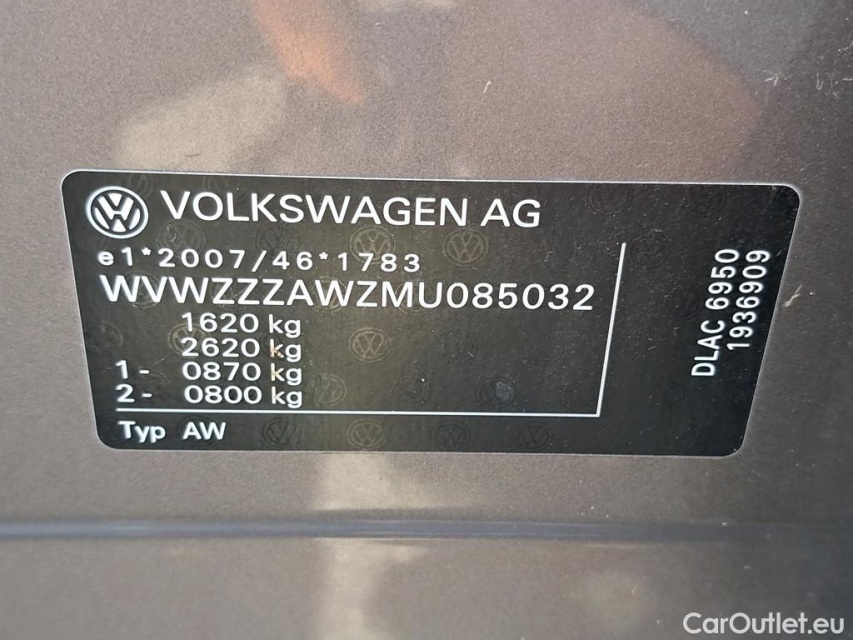 VOLKSWAGEN AG
e1*2007/46*1783
WVWZZZAWZMU085032
1620 kg
2620 kg
1 - 0870 kg
2 - 0800 kg
Typ AW
DLAC 6950
1936909
CarOutlet.eu